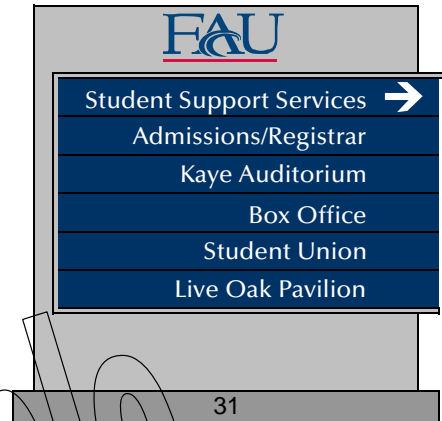 FAU
Student Support Services
Admissions/Registrar
Kaye Auditorium
Box Office
Student Union
Live Oak Pavilion
31